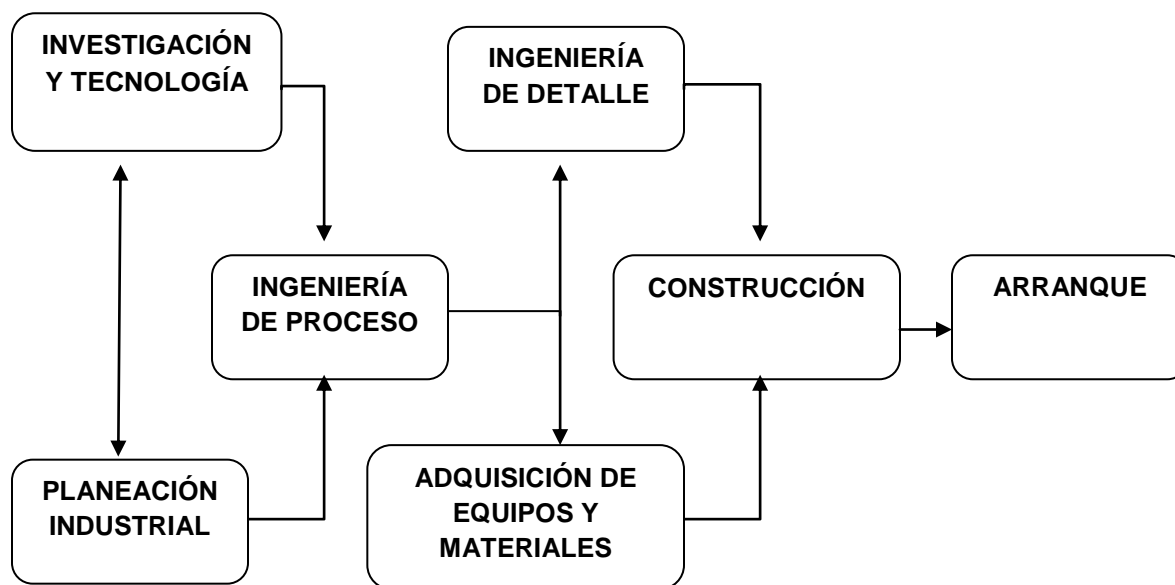 INVESTIGACIÓN
Y TECNOLOGÍA
INGENIERÍA
DE DETALLE
INGENIERÍA
DE PROCESO
CONSTRUCCIÓN
ARRANQUE
PLANEACIÓN
INDUSTRIAL
ADQUISICIÓN DE
EQUIPOS Y
MATERIALES